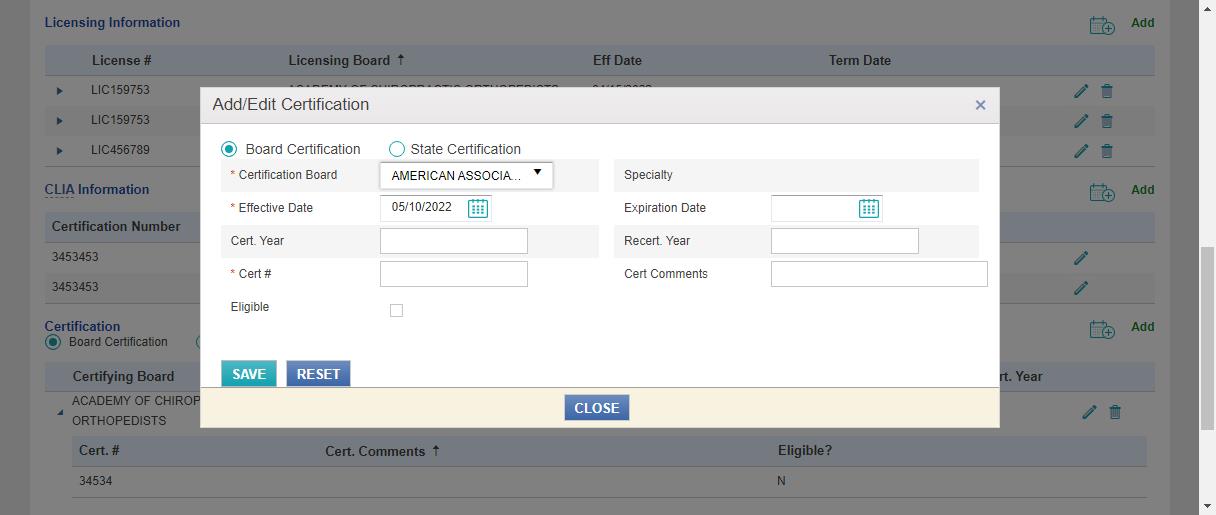 Licensing Information Add
License # Licensing Board ↑ Eff Date Term Date
LIC159753
LIC159753
LIC456789
Add/Edit Certification ×
Board Certification State Certification
* Certification Board AMERICAN ASSOCIA... Specialty
* Effective Date 05/10/2022 Expiration Date
Cert. Year Recert. Year
* Cert # Cert Comments
Eligible
SAVE RESET
CLOSE
CLIA Information Add
Certification Number
3453453
3453453
Certification Add
Board Certification
Certifying Board rt. Year
ACADEMY OF CHIROP
ORTHOPEDISTS
Cert. # Cert. Comments ↑ Eligible?
34534 N